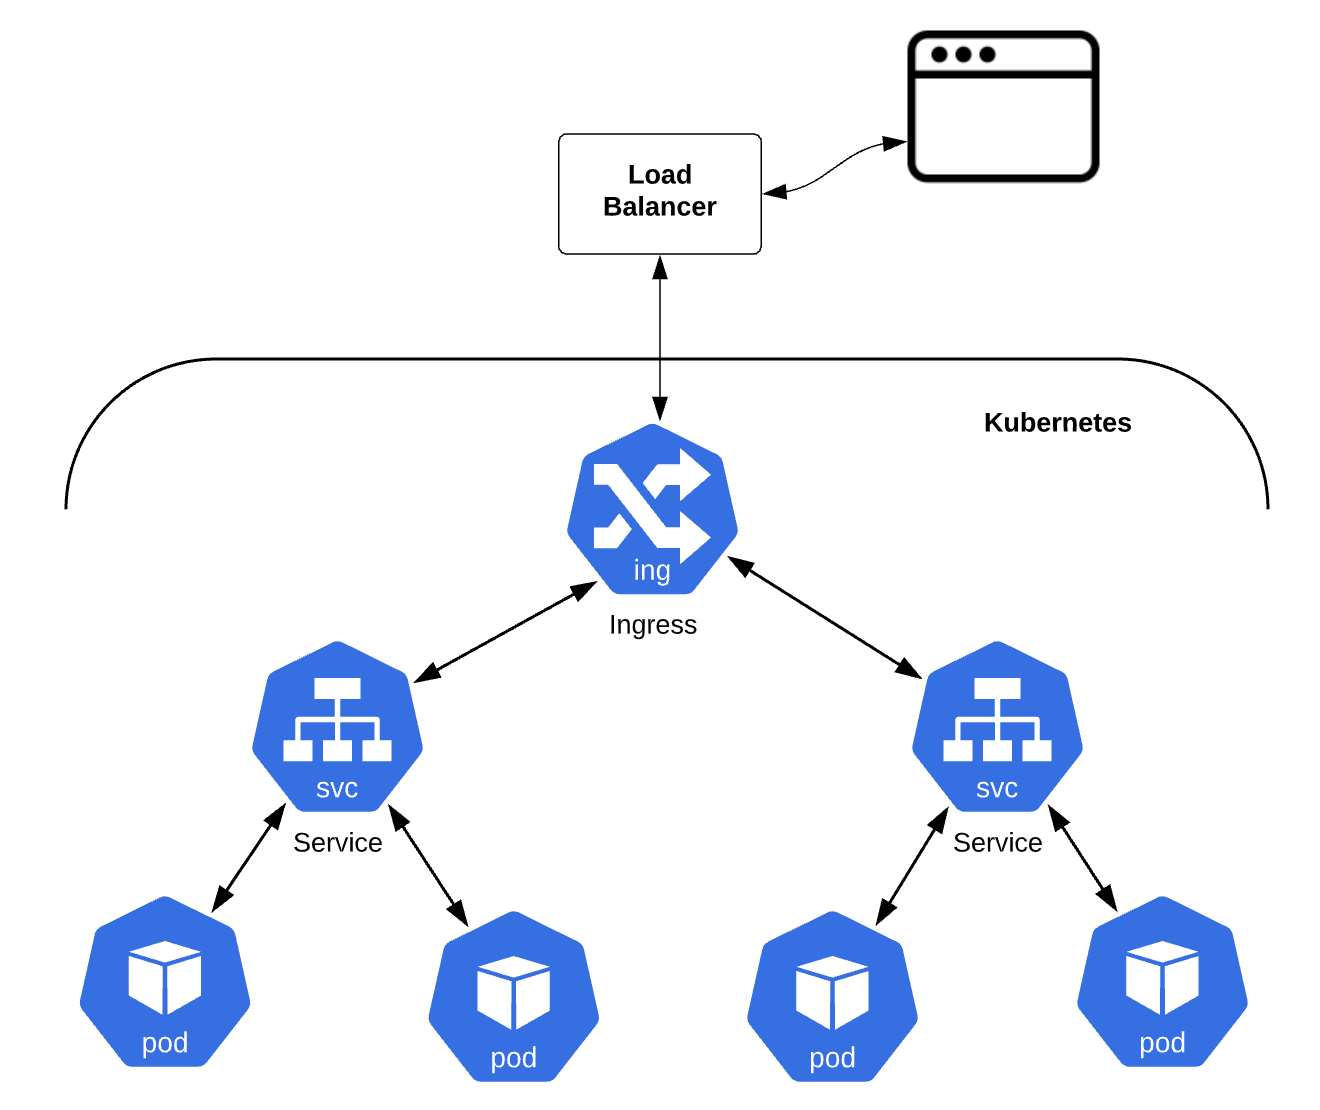 Load
Balancer
Kubernetes
ing
Ingress
svc
Service
svc
Service
pod
pod
pod
pod